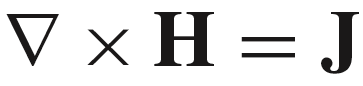 ∇ × H = J